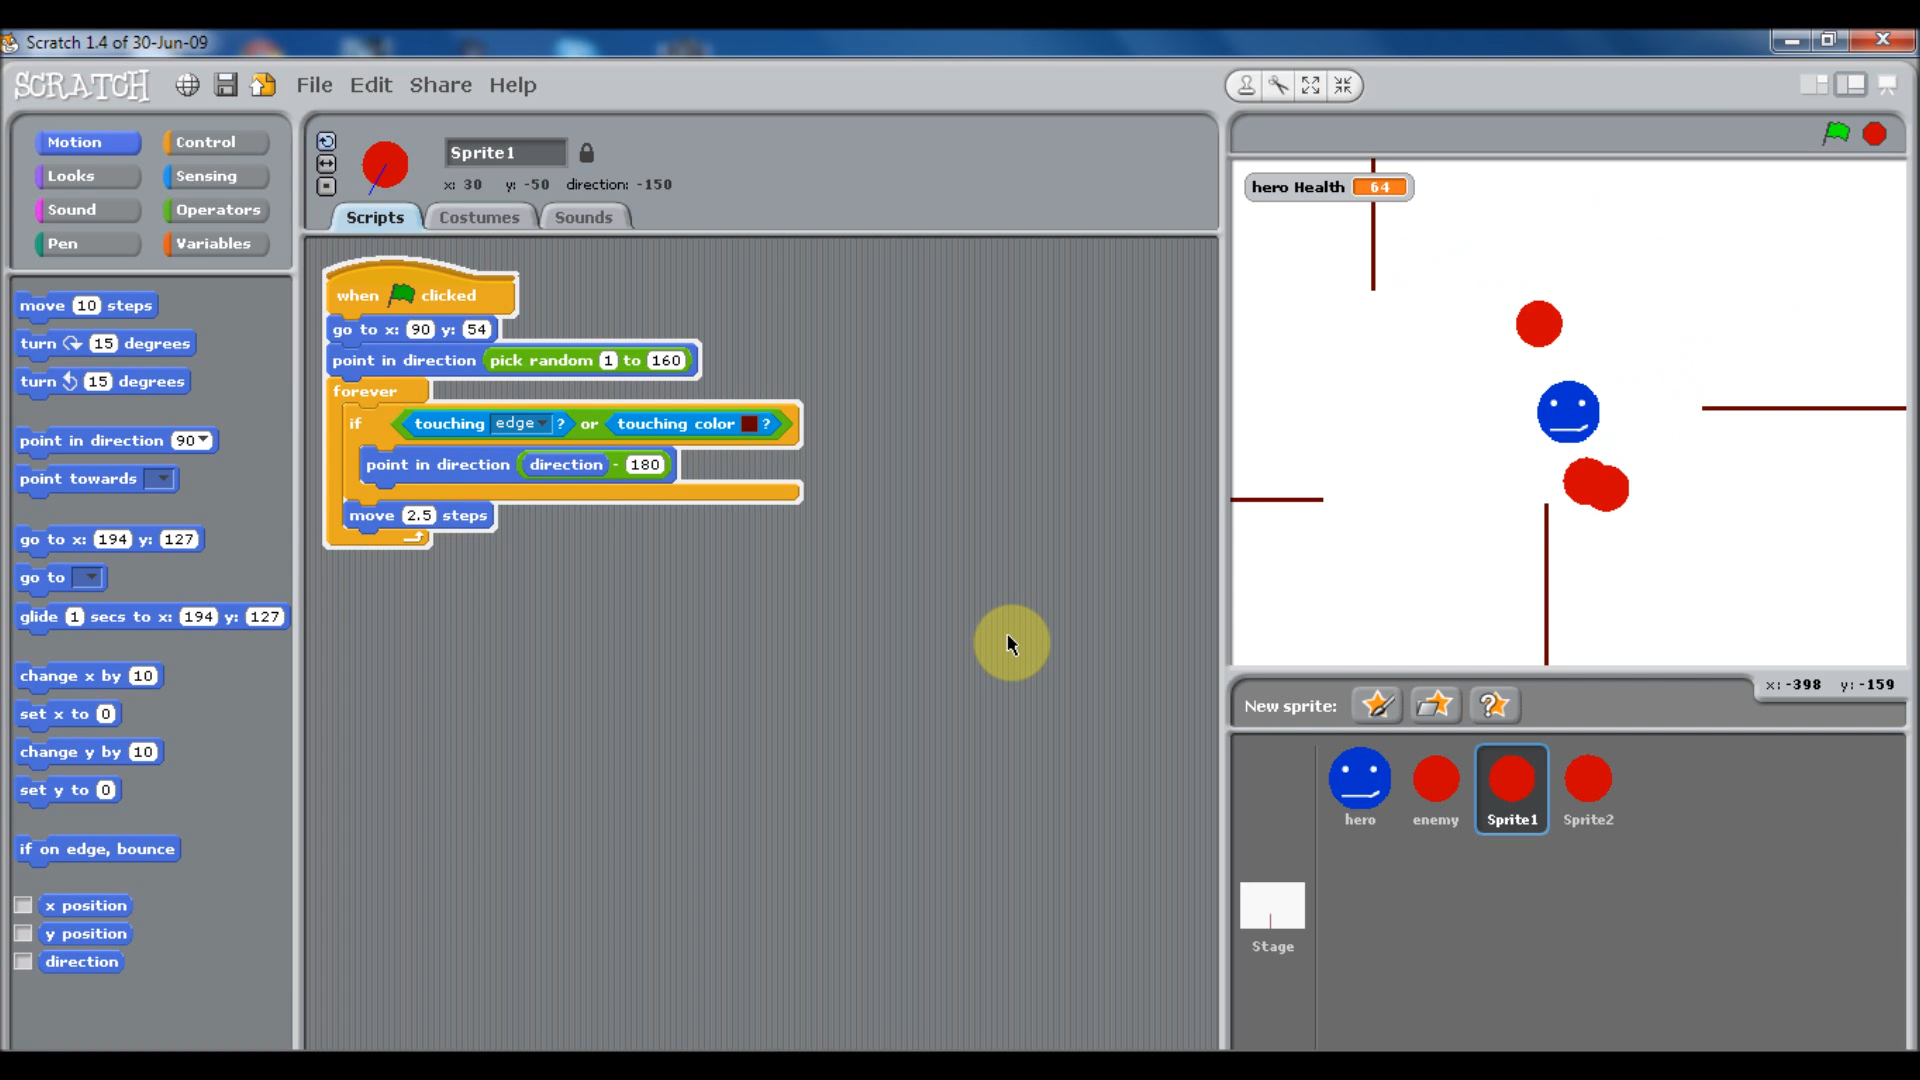 Scratch 1.4 of 30-Jun-09
SCRATCH File Edit Share Help
Motion Control
Looks Sensing
Sound Operators
Pen Variables
move 10 steps
turn 15 degrees
turn 15 degrees
point in direction 90
point towards
go to x: 194 y: 127
go to
glide 1 secs to x: 194 y: 127
change x by 10
set x to 0
change y by 10
set y to 0
if on edge, bounce
x position
y position
direction
Sprite1
x: 30 y: -50 direction: -150
Scripts Costumes Sounds
when clicked
go to x: 90 y: 54
point in direction pick random 1 to 160
forever
if touching edge ? or touching color ?
point in direction direction - 180
move 2.5 steps
hero Health 64
x: -398 y: -159
New sprite:
hero enemy Sprite1 Sprite2
Stage